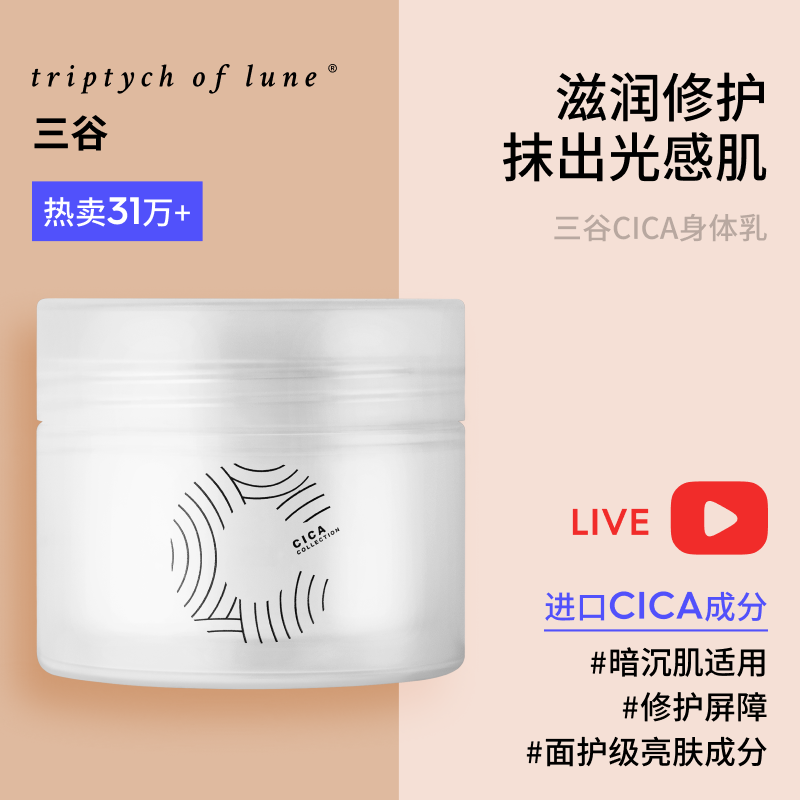 triptych of lune®
三谷
热卖31万+
滋润修护
抹出光感肌
三谷CICA身体乳
CICA
COLLECTION
LIVE
进口CICA成分
#暗沉肌适用
#修护屏障
#面护级亮肤成分